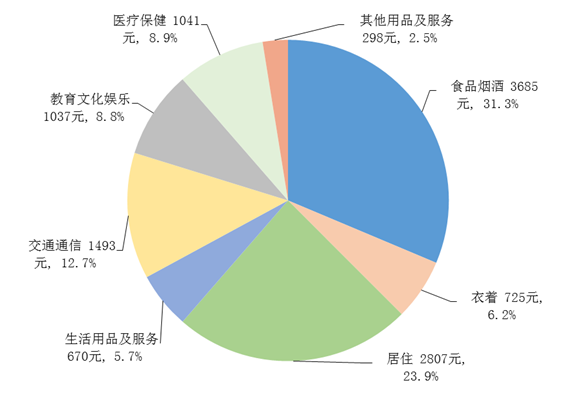 医疗保健 1041
元, 8.9%
其他用品及服务
298元, 2.5%
食品烟酒 3685
元, 31.3%
教育文化娱乐
1037元, 8.8%
交通通信 1493
元, 12.7%
衣着 725元,
6.2%
生活用品及服务
670元, 5.7%
居住 2807元,
23.9%